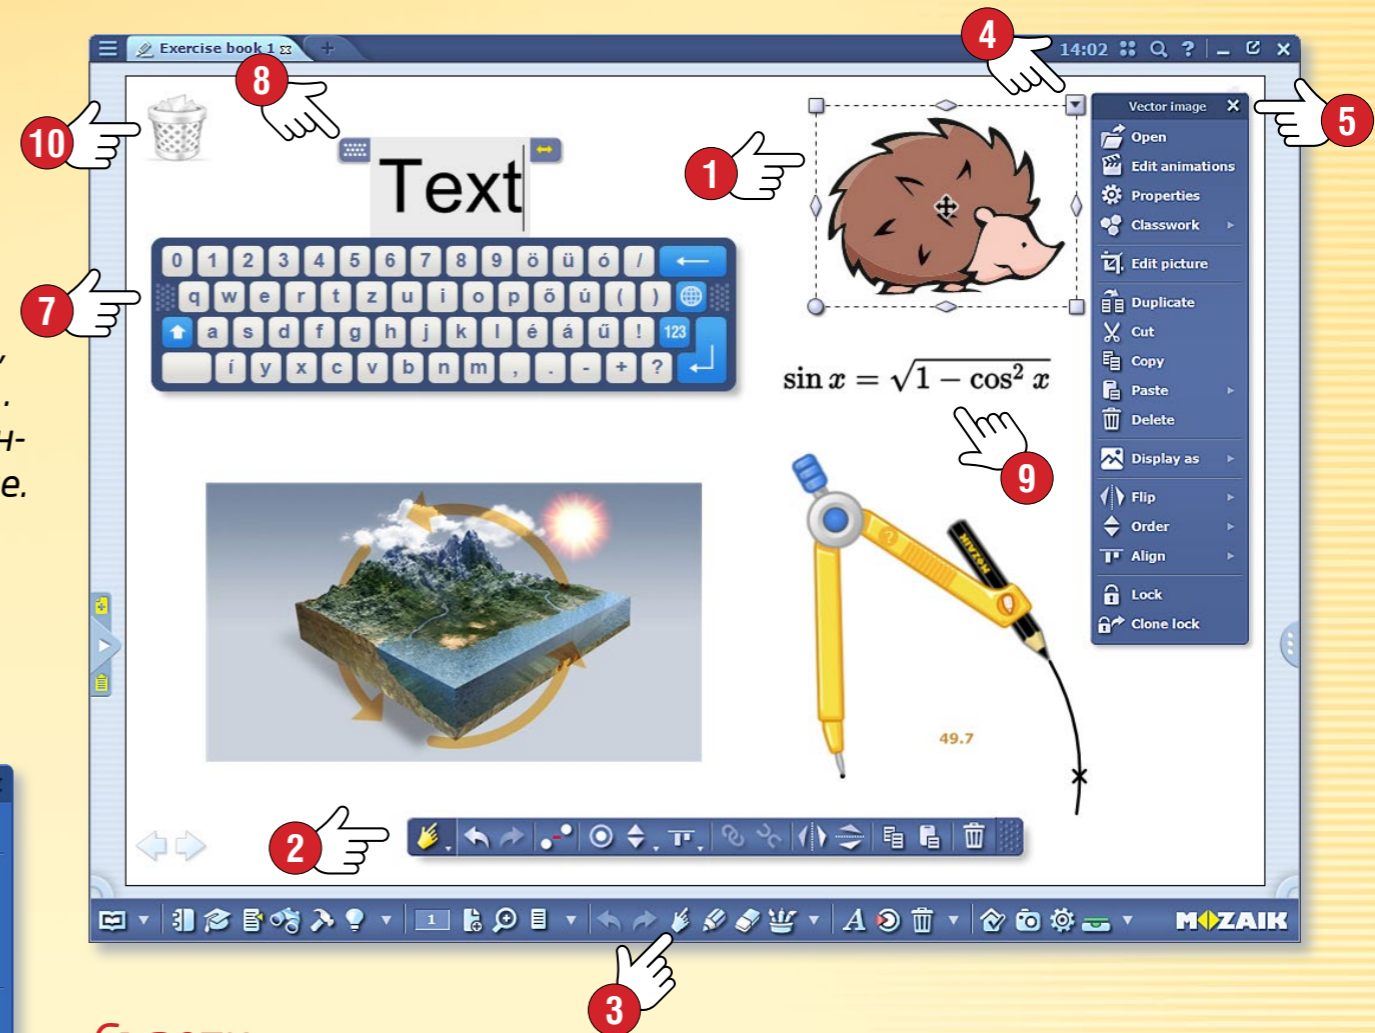 4
Exercise book 1
14:02
?
8
10
5
1
Vector image
Open
Edit animations
Properties
Classwork
Edit picture
Duplicate
Cut
Copy
Paste
Delete
Display as
Flip
Order
Align
Lock
Clone lock
Text
0 1 2 3 4 5 6 7 8 9 ö ü ó /
q w e r t z u i o p ő ú ( )
a s d f g h j k l é á ű ! 123
í y x c v b n m , . - + ?
7
,
.
н-
е.
sin x = √(1 − cos² x)
9
MOZAIK
49.7
2
1
A
MOZAIK
3